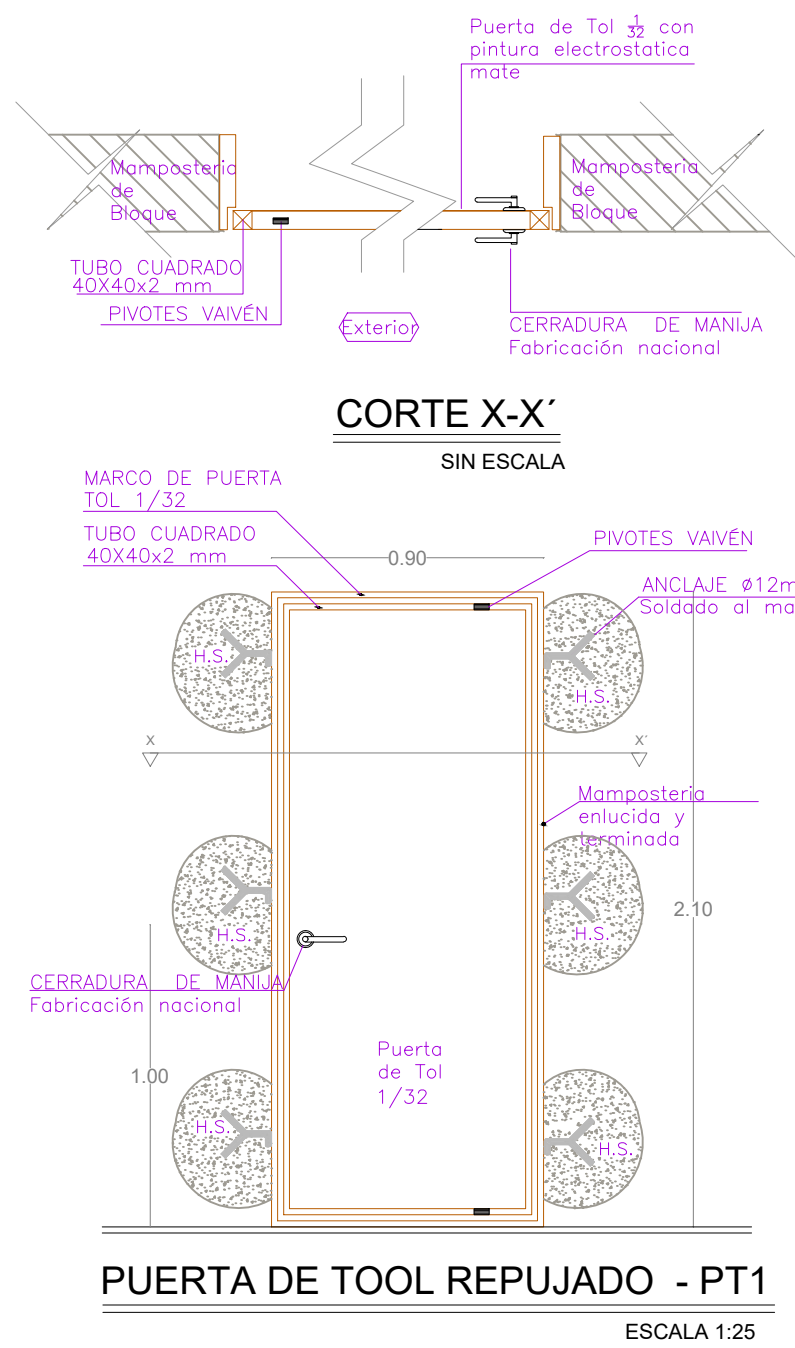 Puerta de Tol 1/32 con
pintura electrostatica
mate
Mamposteria
de
Bloque
Mamposteria
de
Bloque
TUBO CUADRADO
40X40x2 mm
PIVOTES VAIVÉN
Exterior
CERRADURA DE MANIJA
Fabricación nacional
CORTE X-X´
SIN ESCALA
MARCO DE PUERTA
TOL 1/32
TUBO CUADRADO
40X40x2 mm
0.90
PIVOTES VAIVÉN
ANCLAJE Ø12m
Soldado al ma
H.S.
H.S.
X
X´
Mamposteria
enlucida y
terminada
2.10
H.S.
H.S.
CERRADURA DE MANIJA
Fabricación nacional
Puerta
de Tol
1/32
1.00
H.S.
H.S.
PUERTA DE TOOL REPUJADO - PT1
ESCALA 1:25